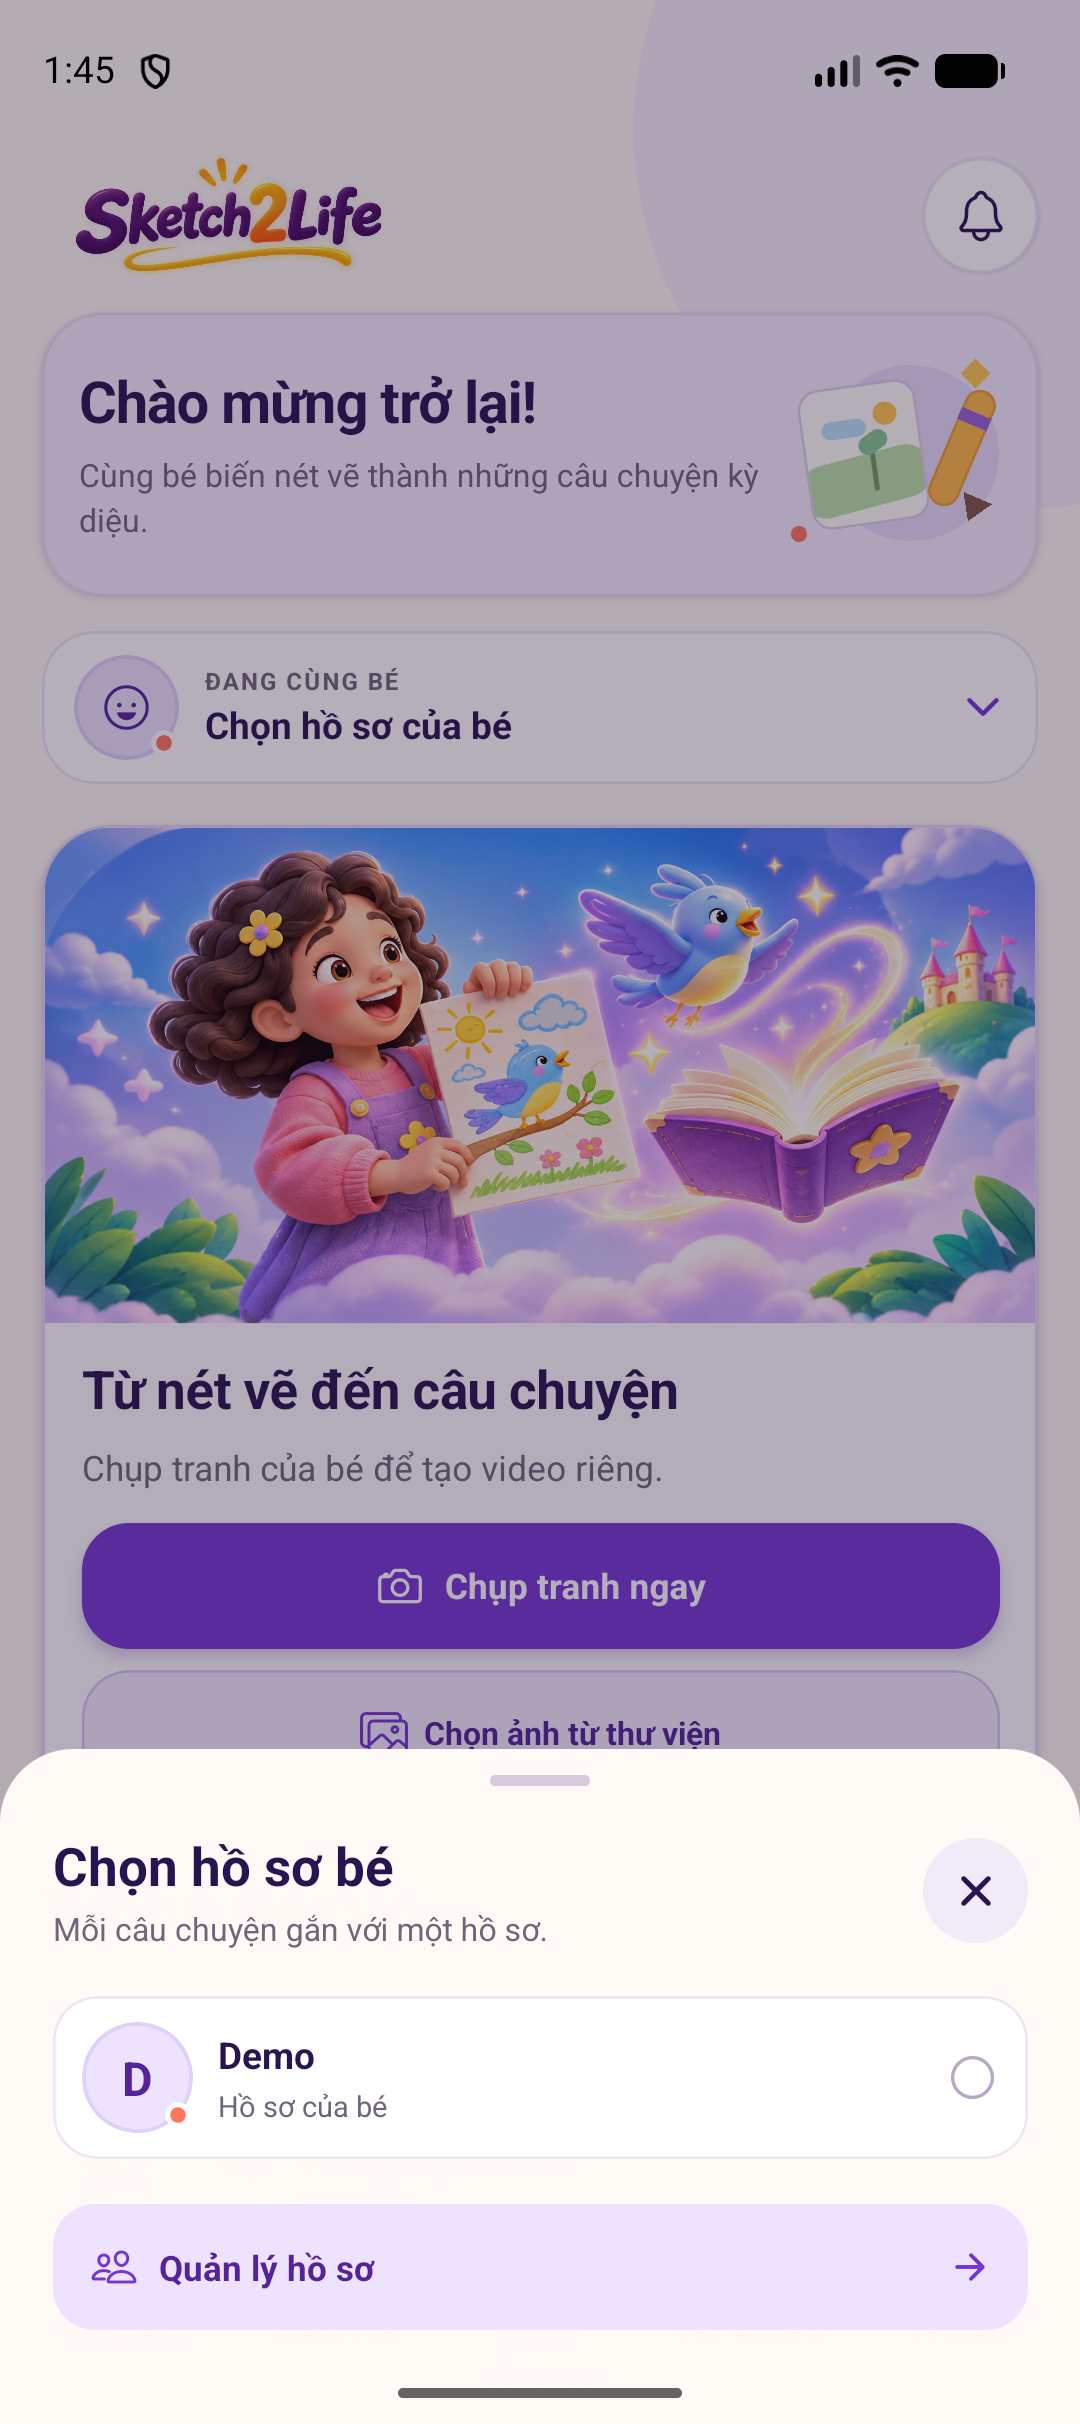 1:45
Sketch2Life
Chào mừng trở lại!
Cùng bé biến nét vẽ thành những câu chuyện kỳ
diệu.
ĐANG CÙNG BÉ
Chọn hồ sơ của bé
Từ nét vẽ đến câu chuyện
Chụp tranh của bé để tạo video riêng.
Chụp tranh ngay
Chọn ảnh từ thư viện
Chọn hồ sơ bé
Mỗi câu chuyện gắn với một hồ sơ.
D
Demo
Hồ sơ của bé
Quản lý hồ sơ